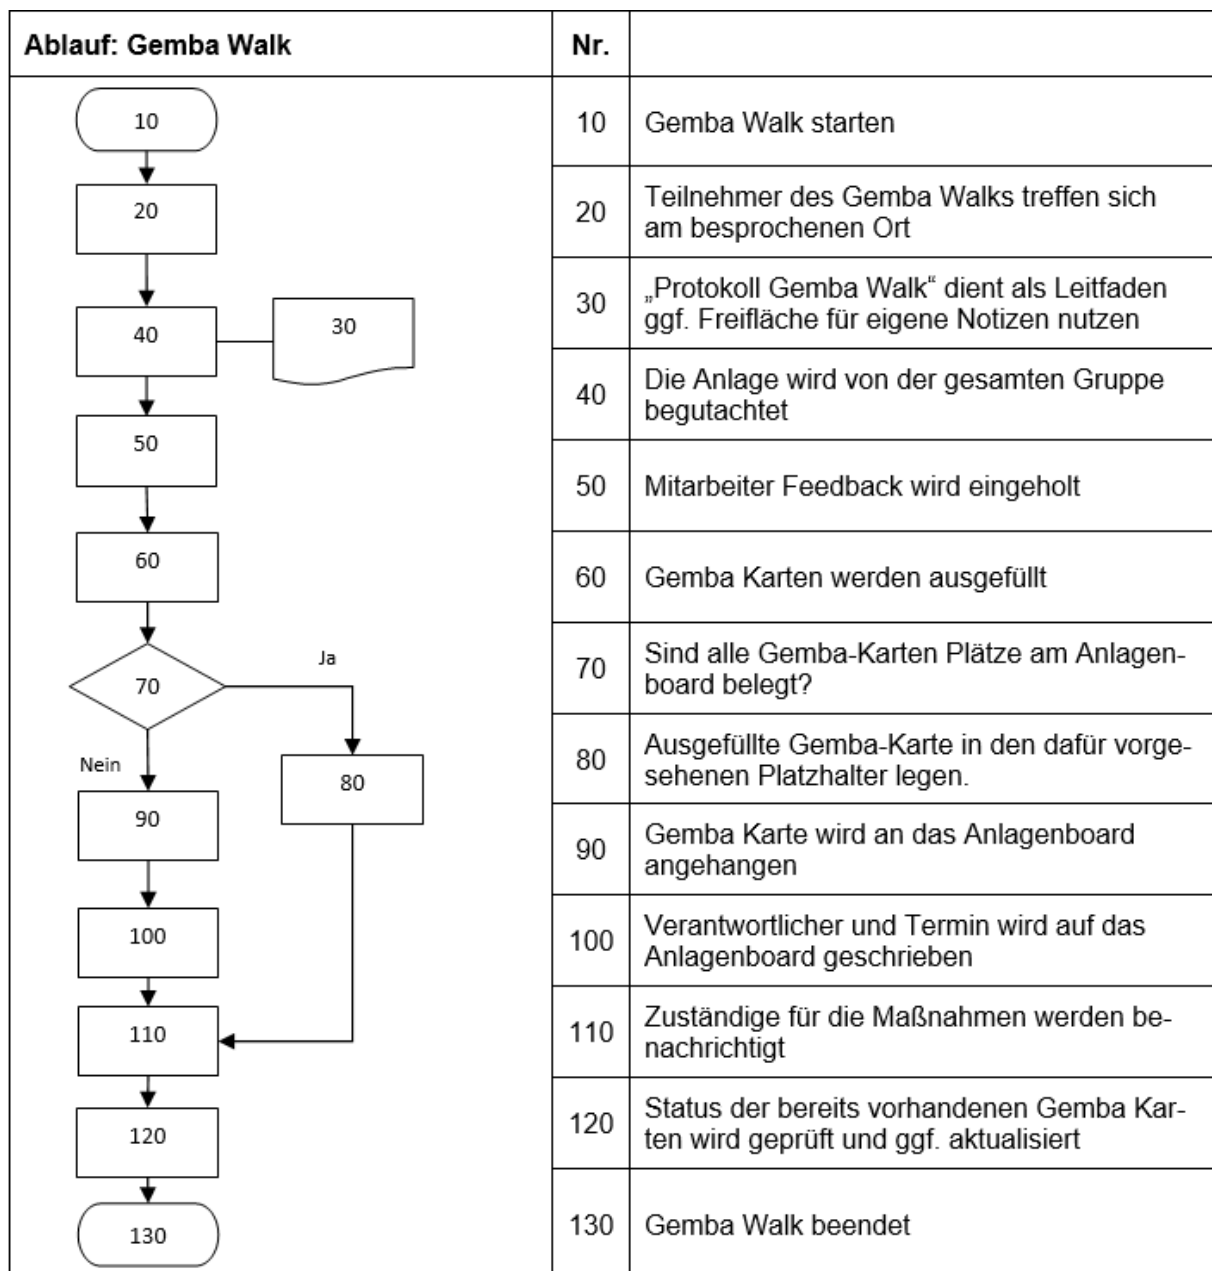 Ablauf: Gemba Walk
Nr.
10
20
40
30
50
60
70
Ja
Nein
80
90
100
110
120
130
10
Gemba Walk starten
20
Teilnehmer des Gemba Walks treffen sich
am besprochenen Ort
30
„Protokoll Gemba Walk“ dient als Leitfaden
ggf. Freifläche für eigene Notizen nutzen
40
Die Anlage wird von der gesamten Gruppe
begutachtet
50
Mitarbeiter Feedback wird eingeholt
60
Gemba Karten werden ausgefüllt
70
Sind alle Gemba-Karten Plätze am Anlagen-
board belegt?
80
Ausgefüllte Gemba-Karte in den dafür vorge-
sehenen Platzhalter legen.
90
Gemba Karte wird an das Anlagenboard
angehangen
100
Verantwortlicher und Termin wird auf das
Anlagenboard geschrieben
110
Zuständige für die Maßnahmen werden be-
nachrichtigt
120
Status der bereits vorhandenen Gemba Kar-
ten wird geprüft und ggf. aktualisiert
130
Gemba Walk beendet